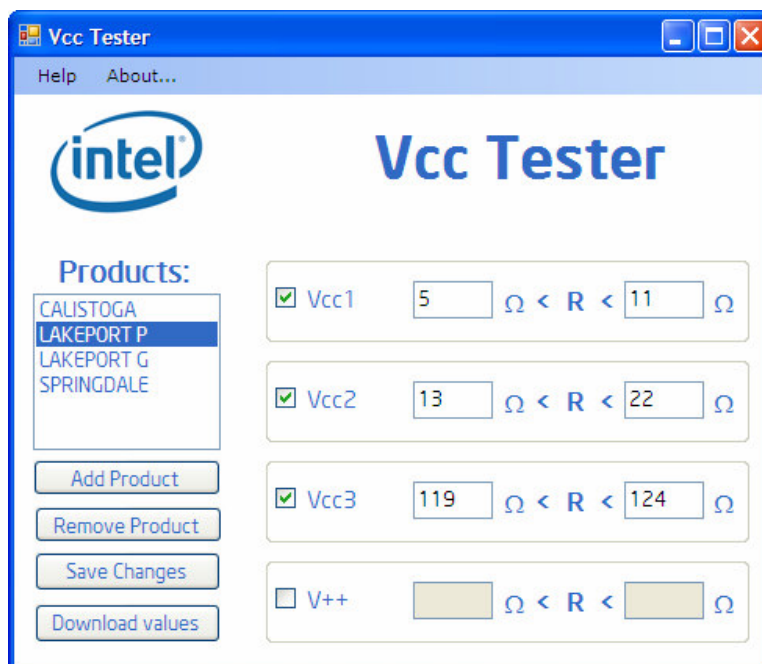 Vcc Tester
Help About...
intel®
Vcc Tester
Products:
CALISTOGA
LAKEPORT P
LAKEPORT G
SPRINGDALE
Add Product
Remove Product
Save Changes
Download values
Vcc1 5 Ω < R < 11 Ω
Vcc2 13 Ω < R < 22 Ω
Vcc3 119 Ω < R < 124 Ω
V++ Ω < R < Ω